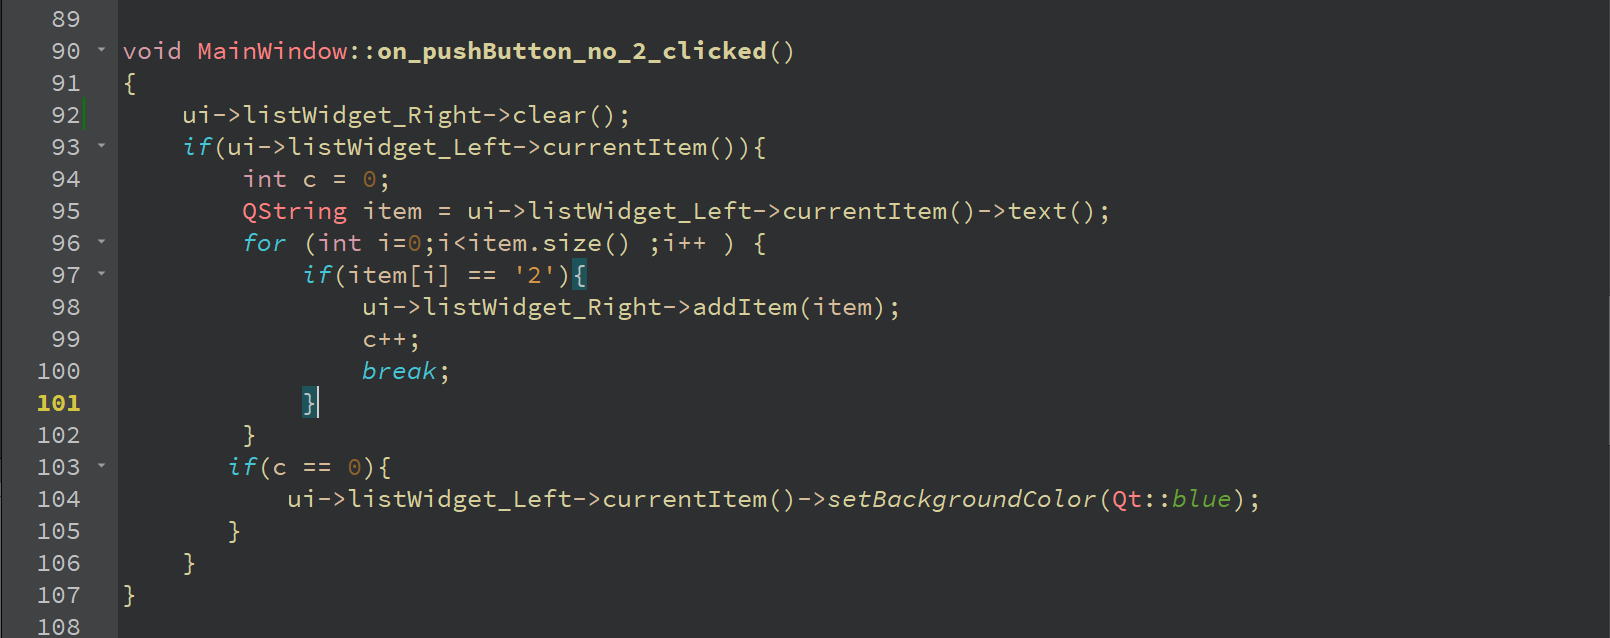 89
90 void MainWindow::on_pushButton_no_2_clicked()
91 {
92     ui->listWidget_Right->clear();
93     if(ui->listWidget_Left->currentItem()){
94         int c = 0;
95         QString item = ui->listWidget_Left->currentItem()->text();
96         for (int i=0;i<item.size() ;i++ ) {
97             if(item[i] == '2'){
98                 ui->listWidget_Right->addItem(item);
99                 c++;
100                 break;
101             }
102         }
103        if(c == 0){
104            ui->listWidget_Left->currentItem()->setBackgroundColor(Qt::blue);
105        }
106     }
107 }
108